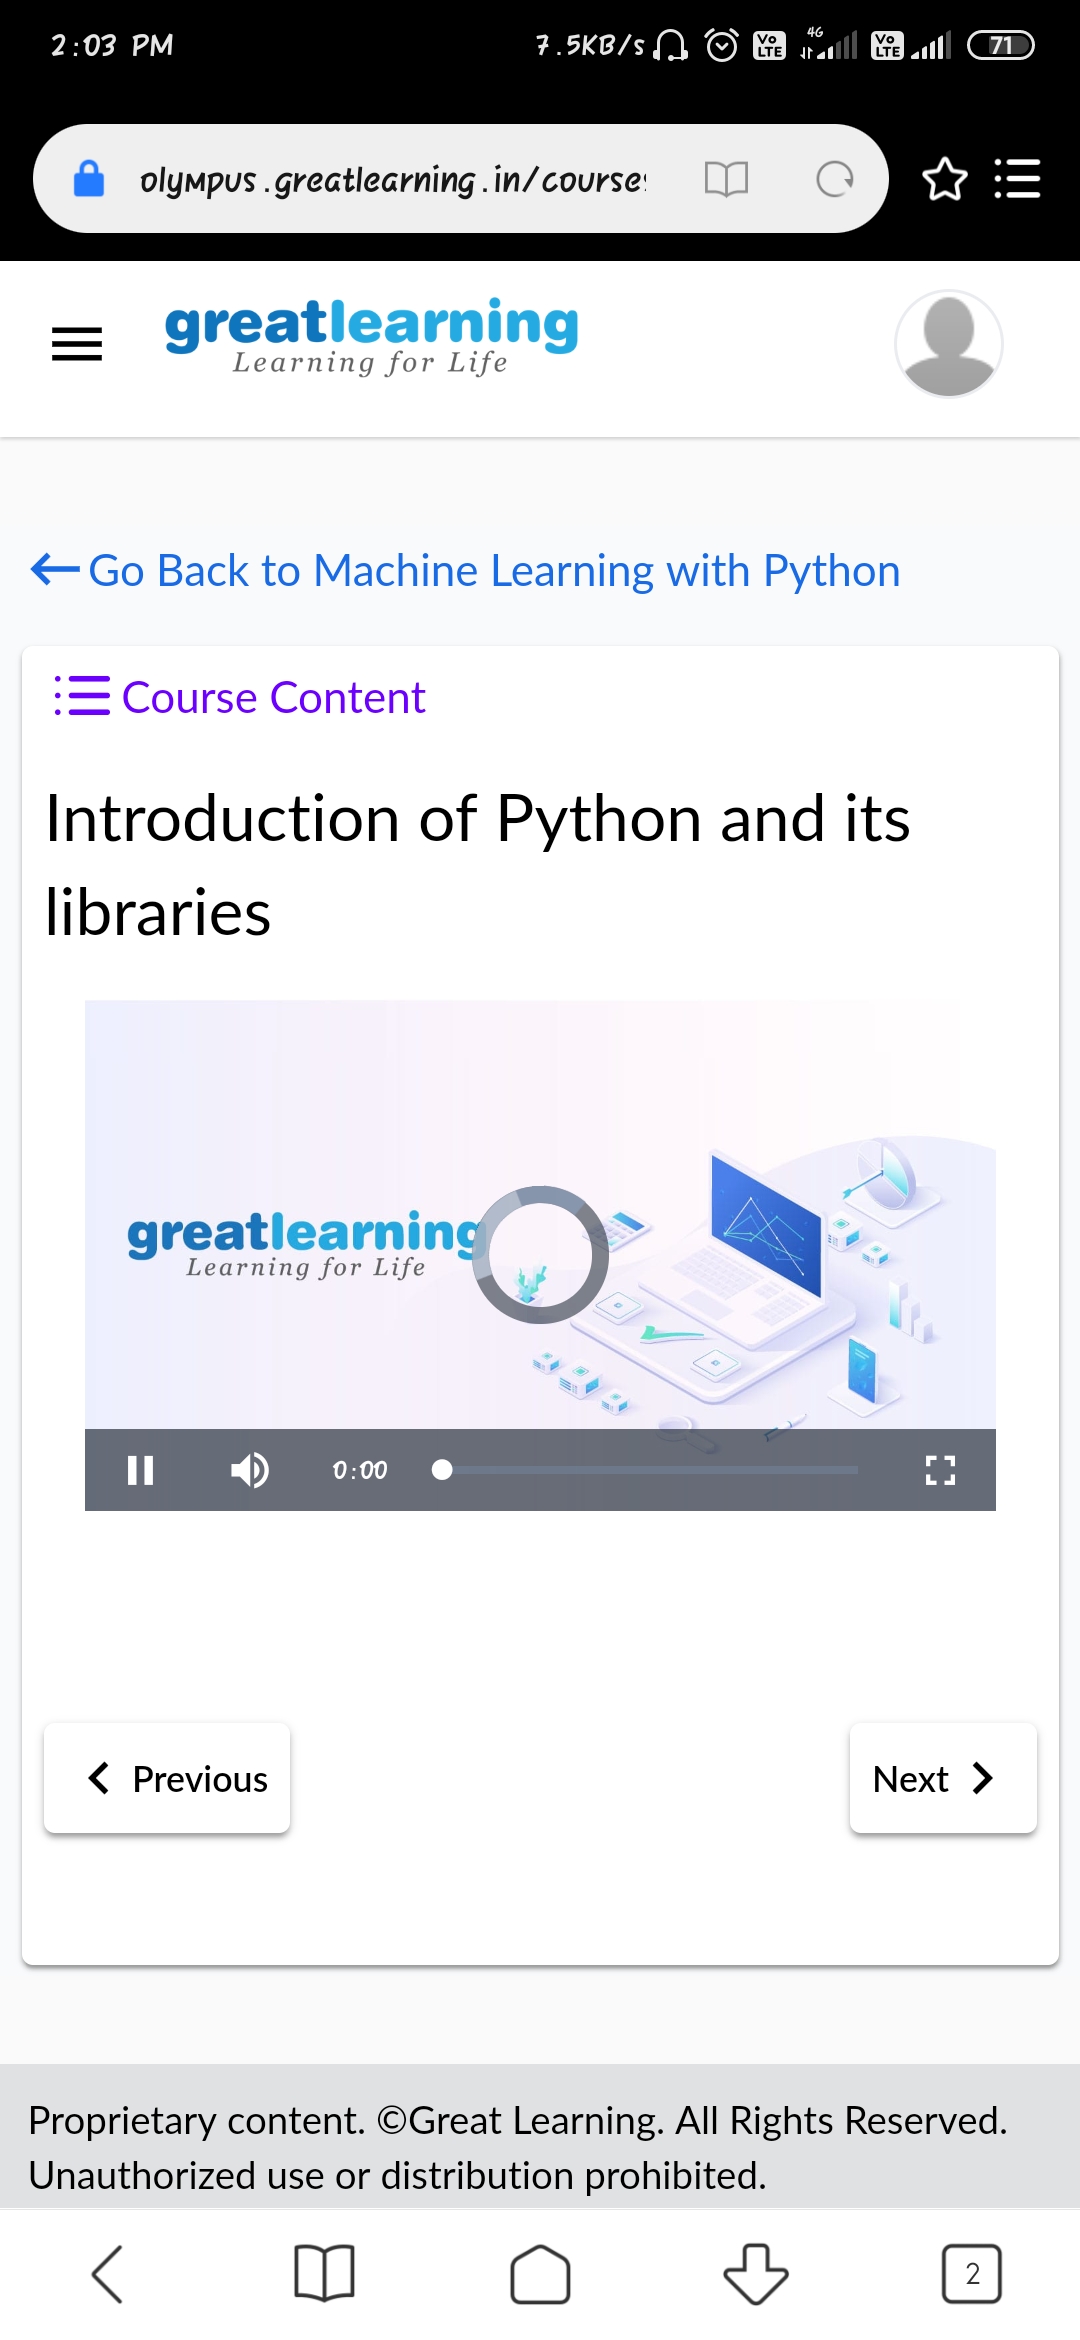 2:03 PM 7.5KB/s Vo LTE 4G Vo LTE 71
olympus.greatlearning.in/course
greatlearning
Learning for Life
Go Back to Machine Learning with Python
Course Content
Introduction of Python and its
libraries
greatlearning
Learning for Life
0:00
Previous Next
Proprietary content. ©Great Learning. All Rights Reserved.
Unauthorized use or distribution prohibited.
2